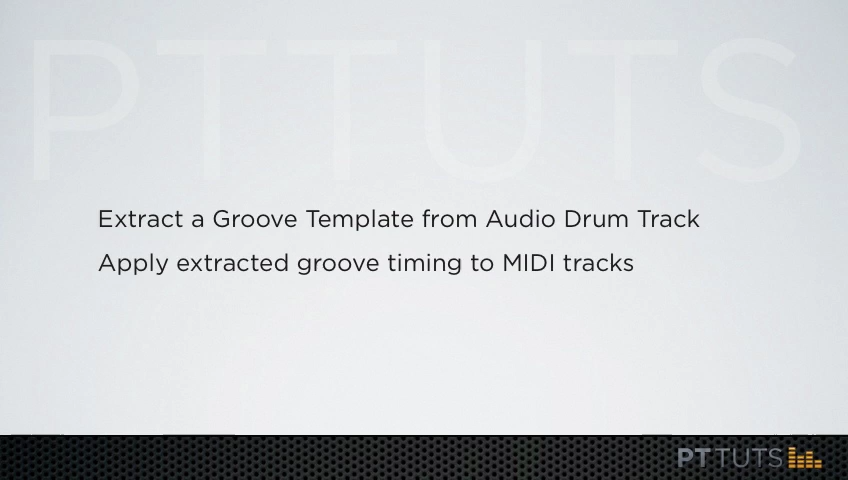 PTTUTS
Extract a Groove Template from Audio Drum Track
Apply extracted groove timing to MIDI tracks
PT TUTS